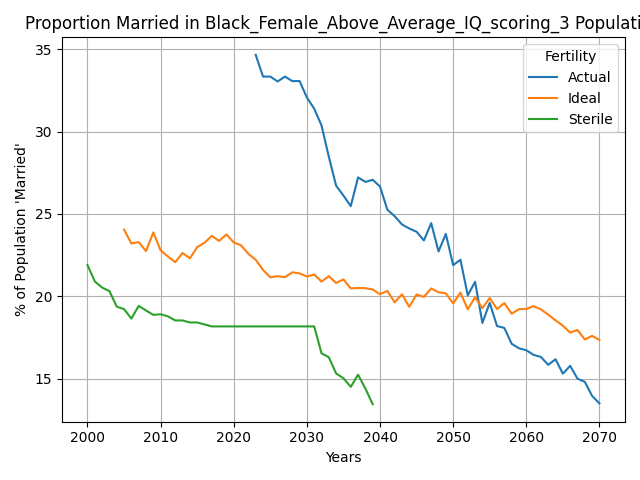 Proportion Married in Black_Female_Above_Average_IQ_scoring_3 Populati
Fertility
Actual
Ideal
Sterile
% of Population 'Married'
35
30
25
20
15
2000 2010 2020 2030 2040 2050 2060 2070
Years